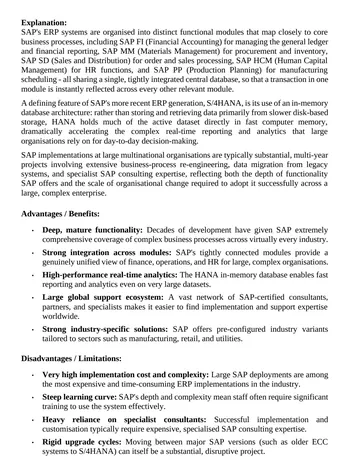 Explanation:
SAP's ERP systems are organised into distinct functional modules that map closely to core
business processes, including SAP FI (Financial Accounting) for managing the general ledger
and financial reporting, SAP MM (Materials Management) for procurement and inventory,
SAP SD (Sales and Distribution) for order and sales processing, SAP HCM (Human Capital
Management) for HR functions, and SAP PP (Production Planning) for manufacturing
scheduling - all sharing a single, tightly integrated central database, so that a transaction in one
module is instantly reflected across every other relevant module.
A defining feature of SAP's more recent ERP generation, S/4HANA, is its use of an in-memory
database architecture: rather than storing and retrieving data primarily from slower disk-based
storage, HANA holds much of the active dataset directly in fast computer memory,
dramatically accelerating the complex real-time reporting and analytics that large
organisations rely on for day-to-day decision-making.
SAP implementations at large multinational organisations are typically substantial, multi-year
projects involving extensive business-process re-engineering, data migration from legacy
systems, and specialist SAP consulting expertise, reflecting both the depth of functionality
SAP offers and the scale of organisational change required to adopt it successfully across a
large, complex enterprise.
Advantages / Benefits:
• Deep, mature functionality: Decades of development have given SAP extremely
comprehensive coverage of complex business processes across virtually every industry.
• Strong integration across modules: SAP's tightly connected modules provide a
genuinely unified view of finance, operations, and HR for large, complex organisations.
• High-performance real-time analytics: The HANA in-memory database enables fast
reporting and analytics even on very large datasets.
• Large global support ecosystem: A vast network of SAP-certified consultants,
partners, and specialists makes it easier to find implementation and support expertise
worldwide.
• Strong industry-specific solutions: SAP offers pre-configured industry variants
tailored to sectors such as manufacturing, retail, and utilities.
Disadvantages / Limitations:
• Very high implementation cost and complexity: Large SAP deployments are among
the most expensive and time-consuming ERP implementations in the industry.
• Steep learning curve: SAP's depth and complexity mean staff often require significant
training to use the system effectively.
• Heavy reliance on specialist consultants: Successful implementation and
customisation typically require expensive, specialised SAP consulting expertise.
• Rigid upgrade cycles: Moving between major SAP versions (such as older ECC
systems to S/4HANA) can itself be a substantial, disruptive project.